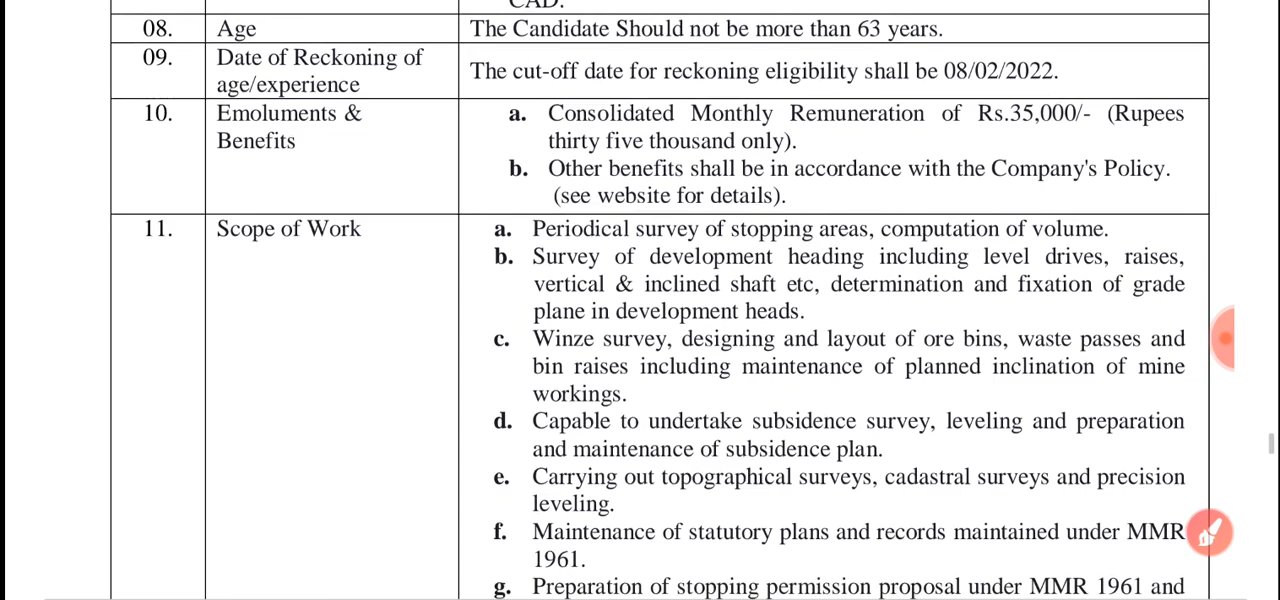 CAD.
08. Age The Candidate Should not be more than 63 years.
09. Date of Reckoning of age/experience The cut-off date for reckoning eligibility shall be 08/02/2022.
10. Emoluments & Benefits
a. Consolidated Monthly Remuneration of Rs.35,000/- (Rupees
thirty five thousand only).
b. Other benefits shall be in accordance with the Company's Policy.
(see website for details).
11. Scope of Work
a. Periodical survey of stopping areas, computation of volume.
b. Survey of development heading including level drives, raises,
vertical & inclined shaft etc, determination and fixation of grade
plane in development heads.
c. Winze survey, designing and layout of ore bins, waste passes and
bin raises including maintenance of planned inclination of mine
workings.
d. Capable to undertake subsidence survey, leveling and preparation
and maintenance of subsidence plan.
e. Carrying out topographical surveys, cadastral surveys and precision
leveling.
f. Maintenance of statutory plans and records maintained under MMR
1961.
g. Preparation of stopping permission proposal under MMR 1961 and